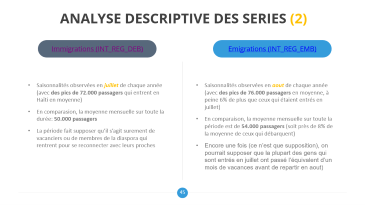 ANALYSE DESCRIPTIVE DES SERIES (2)
Immigrations (INT_REG_DEB)
• Saisonnalités observées en juillet de chaque année
(avec des pics de 72.000 passagers qui entrent en
Haïti en moyenne)
• En comparaison, la moyenne mensuelle sur toute la
durée: 50.000 passagers
• La période fait supposer qu'il s'agit surement de
vacanciers ou de membres de la diaspora qui
rentrent pour se reconnecter avec leurs proches
Emigrations (INT_REG_EMB)
• Saisonnalités observées en aout de chaque année
(avec des pics de 76.000 passagers en moyenne, à
peine 6% de plus que ceux qui étaient entrés en
juillet)
• En comparaison, la moyenne mensuelle sur toute la
période est de 54.000 passagers (soit près de 8% de
la moyenne de ceux qui débarquent)
• Encore une fois (ce n'est que supposition), on
pourrait supposer que la plupart des gens qui
sont entrés en juillet ont passé l'équivalent d'un
mois de vacances avant de repartir en aout)
45